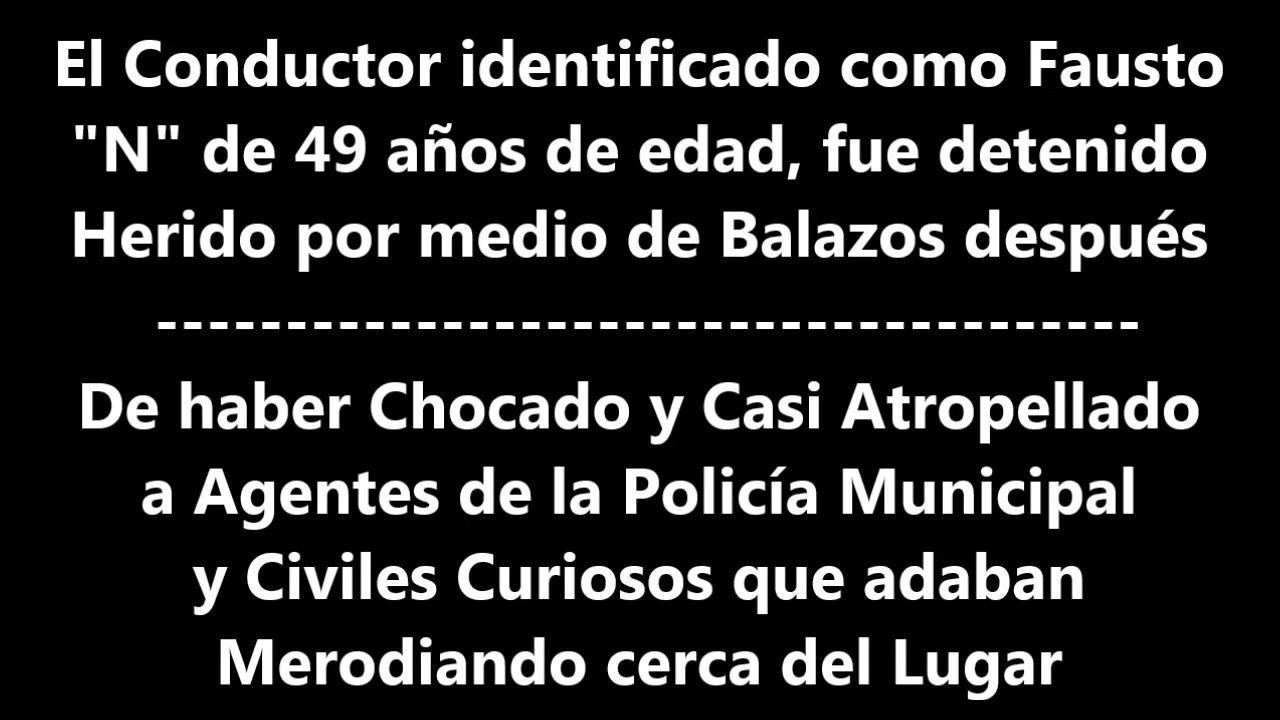 El Conductor identificado como Fausto
"N" de 49 años de edad, fue detenido
Herido por medio de Balazos después
--------------------------------------
De haber Chocado y Casi Atropellado
a Agentes de la Policía Municipal
y Civiles Curiosos que adaban
Merodiando cerca del Lugar